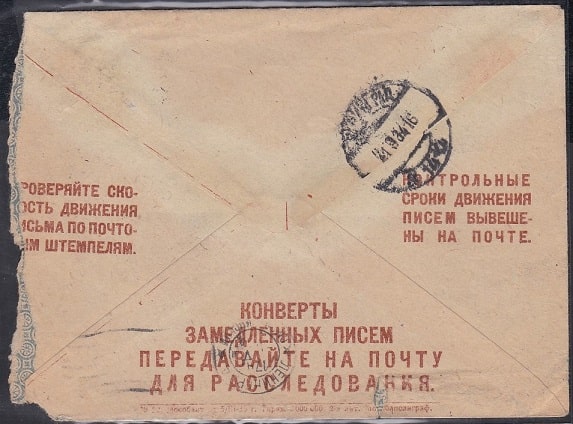 РОВЕРЯЙТЕ СКО-
ОСТЬ ДВИЖЕНИЯ
ИСЬМА ПО ПОЧТО-
ЫМ ШТЕМПЕЛЯМ.
КОНТРОЛЬНЫЕ
СРОКИ ДВИЖЕНИЯ
ПИСЕМ ВЫВЕШЕ-
НЫ НА ПОЧТЕ.
КОНВЕРТЫ
ЗАМЕДЛЕННЫХ ПИСЕМ
ПЕРЕДАВАЙТЕ НА ПОЧТУ
ДЛЯ РАССЛЕДОВАНИЯ.